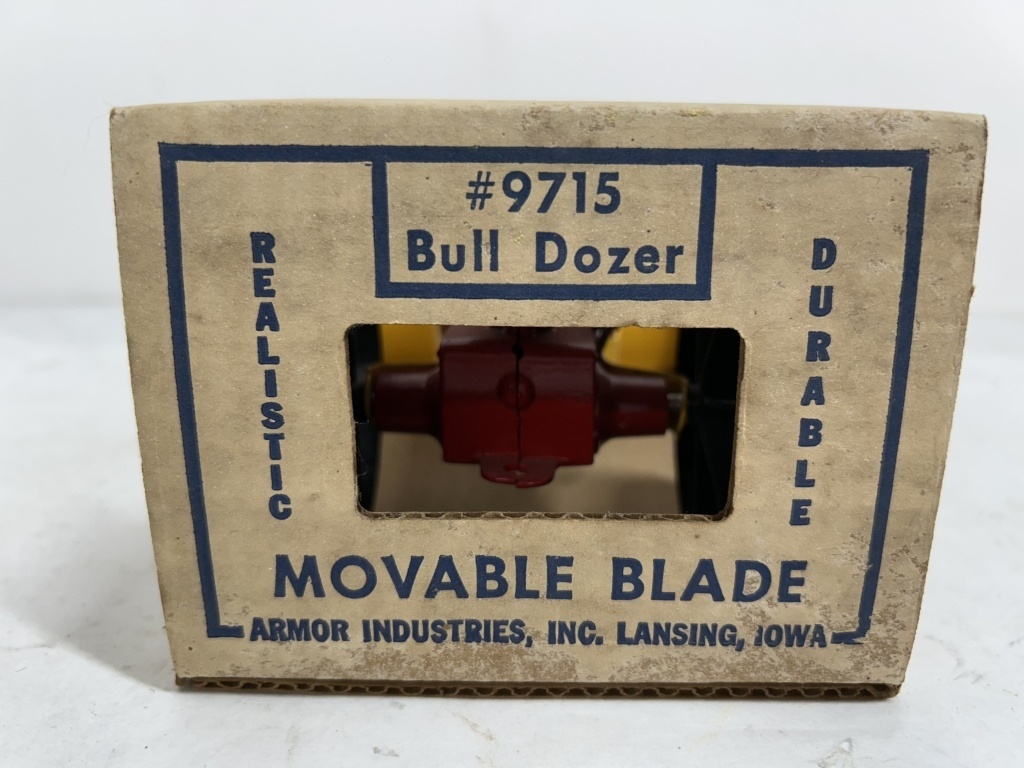 #9715
Bull Dozer
REALISTIC
DURABLE
MOVABLE BLADE
ARMOR INDUSTRIES, INC. LANSING, IOWA